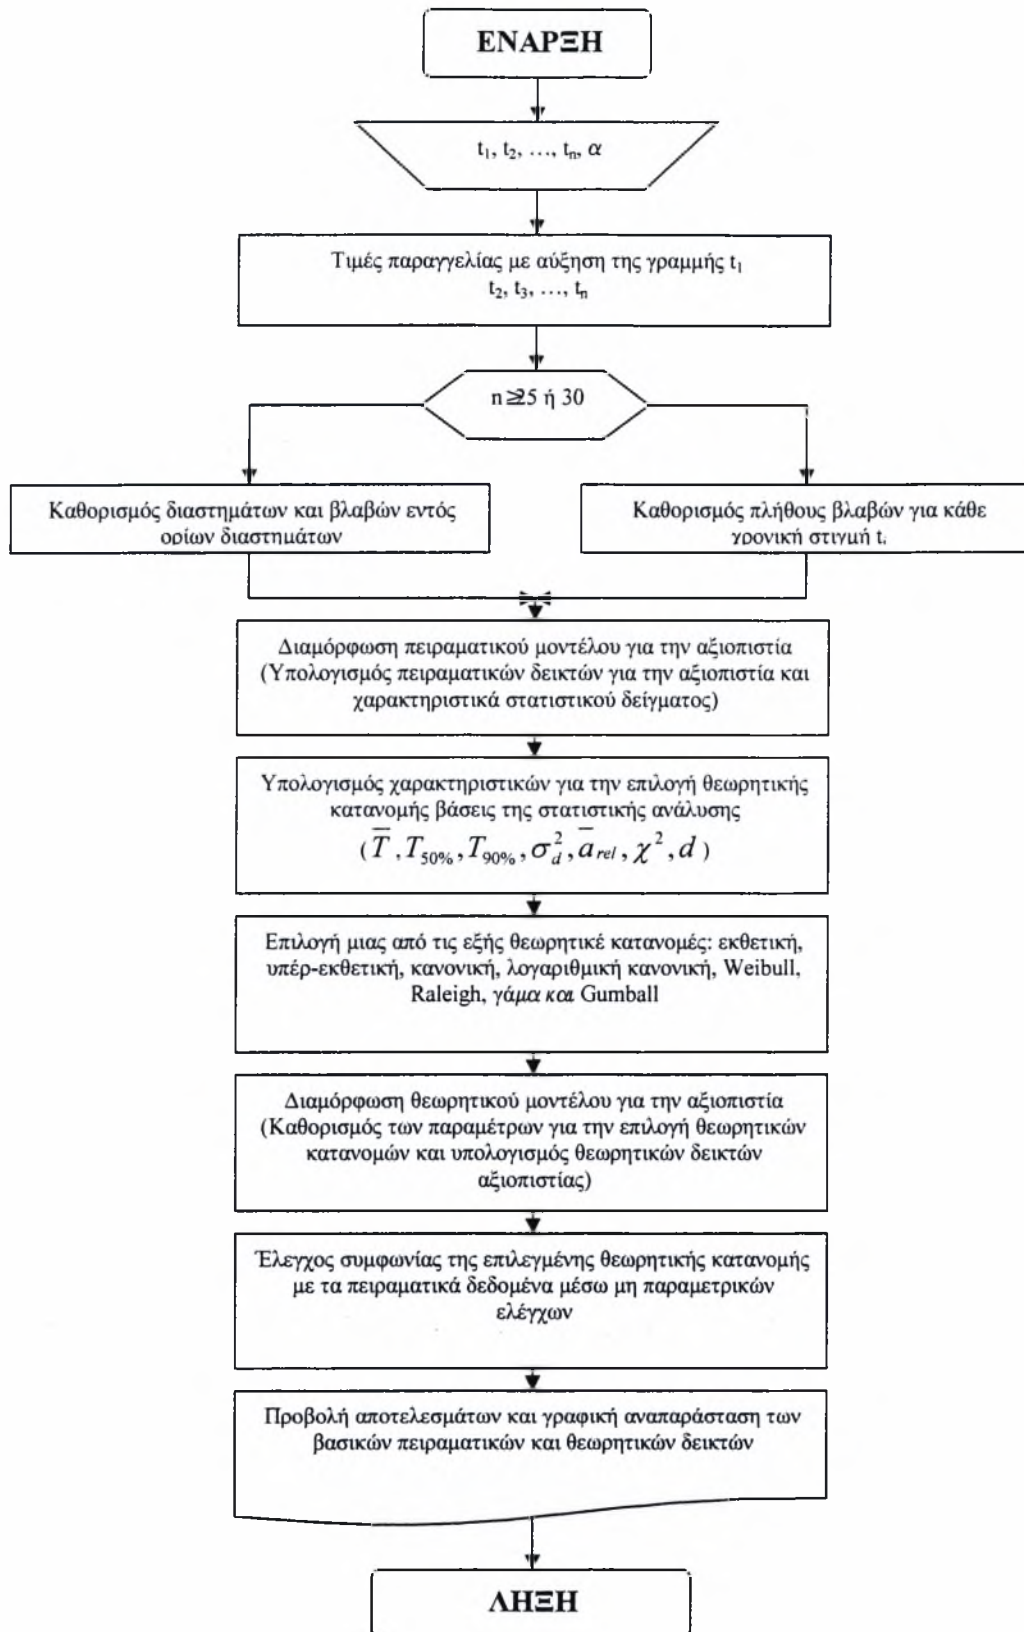 ΕΝΑΡΞΗ
t₁, t₂, …, tₙ, α
Τιμές παραγγελίας με αύξηση της γραμμής t₁
t₂, t₃, …, tₙ
n≥25 ή 30
Καθορισμός διαστημάτων και βλαβών εντός
ορίων διαστημάτων
Καθορισμός πλήθους βλαβών για κάθε
χρονική στιγμή tᵢ
Διαμόρφωση πειραματικού μοντέλου για την αξιοπιστία
(Υπολογισμός πειραματικών δεικτών για την αξιοπιστία και
χαρακτηριστικά στατιστικού δείγματος)
Υπολογισμός χαρακτηριστικών για την επιλογή θεωρητικής
κατανομής βάσεις της στατιστικής ανάλυσης
( T̅ , T₅₀%, T₉₀%, σ_d², a̅_rel, χ², d )
Επιλογή μιας από τις εξής θεωρητικέ κατανομές: εκθετική,
υπέρ-εκθετική, κανονική, λογαριθμική κανονική, Weibull,
Raleigh, γάμα και Gumball
Διαμόρφωση θεωρητικού μοντέλου για την αξιοπιστία
(Καθορισμός των παραμέτρων για την επιλογή θεωρητικών
κατανομών και υπολογισμός θεωρητικών δεικτών
αξιοπιστίας)
Έλεγχος συμφωνίας της επιλεγμένης θεωρητικής κατανομής
με τα πειραματικά δεδομένα μέσω μη παραμετρικών
ελέγχων
Προβολή αποτελεσμάτων και γραφική αναπαράσταση των
βασικών πειραματικών και θεωρητικών δεικτών
ΛΗΞΗ